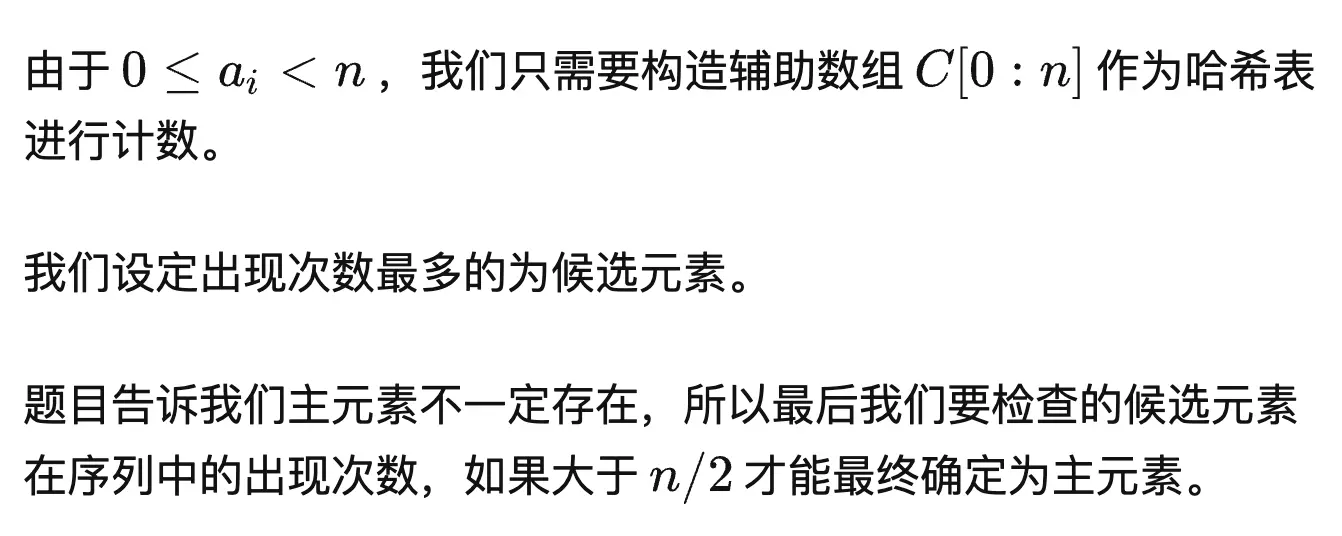 由于 0 ≤ aᵢ < n ，我们只需要构造辅助数组 C[0 : n] 作为哈希表
进行计数。
我们设定出现次数最多的为候选元素。
题目告诉我们主元素不一定存在，所以最后我们要检查的候选元素
在序列中的出现次数，如果大于 n/2 才能最终确定为主元素。